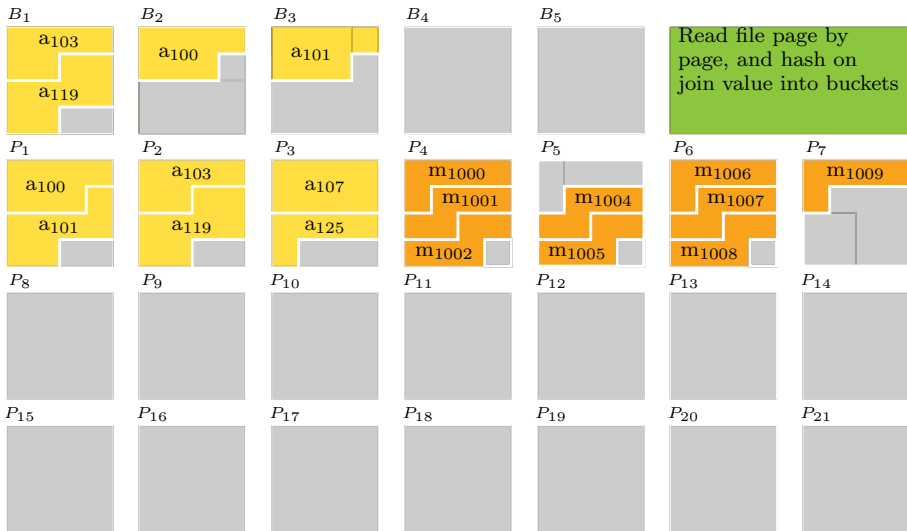 B1 B2 B3 B4 B5
a103 a100 a101 Read file page by
page, and hash on
a119 join value into buckets
P1 P2 P3 P4 P5 P6 P7
a100 a103 a107 m1000 m1006 m1009
m1001 m1004 m1007
a101 a119 a125
m1002 m1005 m1008
P8 P9 P10 P11 P12 P13 P14
P15 P16 P17 P18 P19 P20 P21